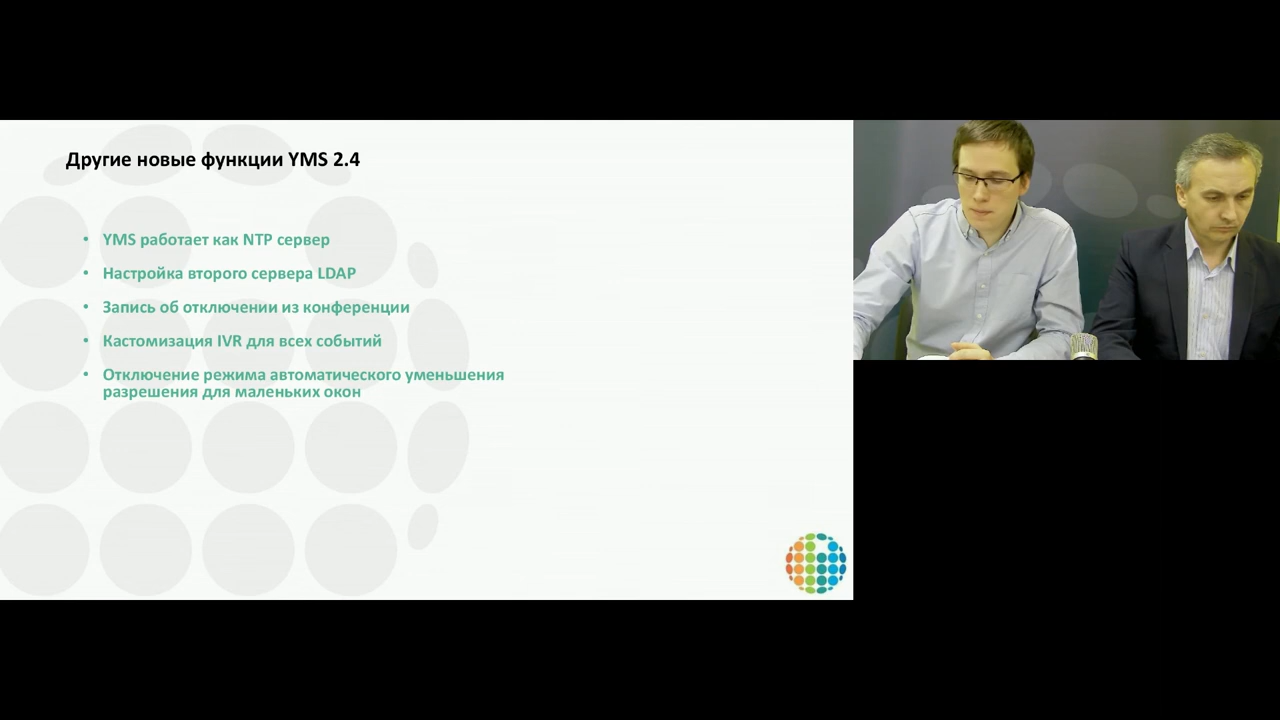 Другие новые функции YMS 2.4
• YMS работает как NTP сервер
• Настройка второго сервера LDAP
• Запись об отключении из конференции
• Кастомизация IVR для всех событий
• Отключение режима автоматического уменьшения
разрешения для маленьких окон